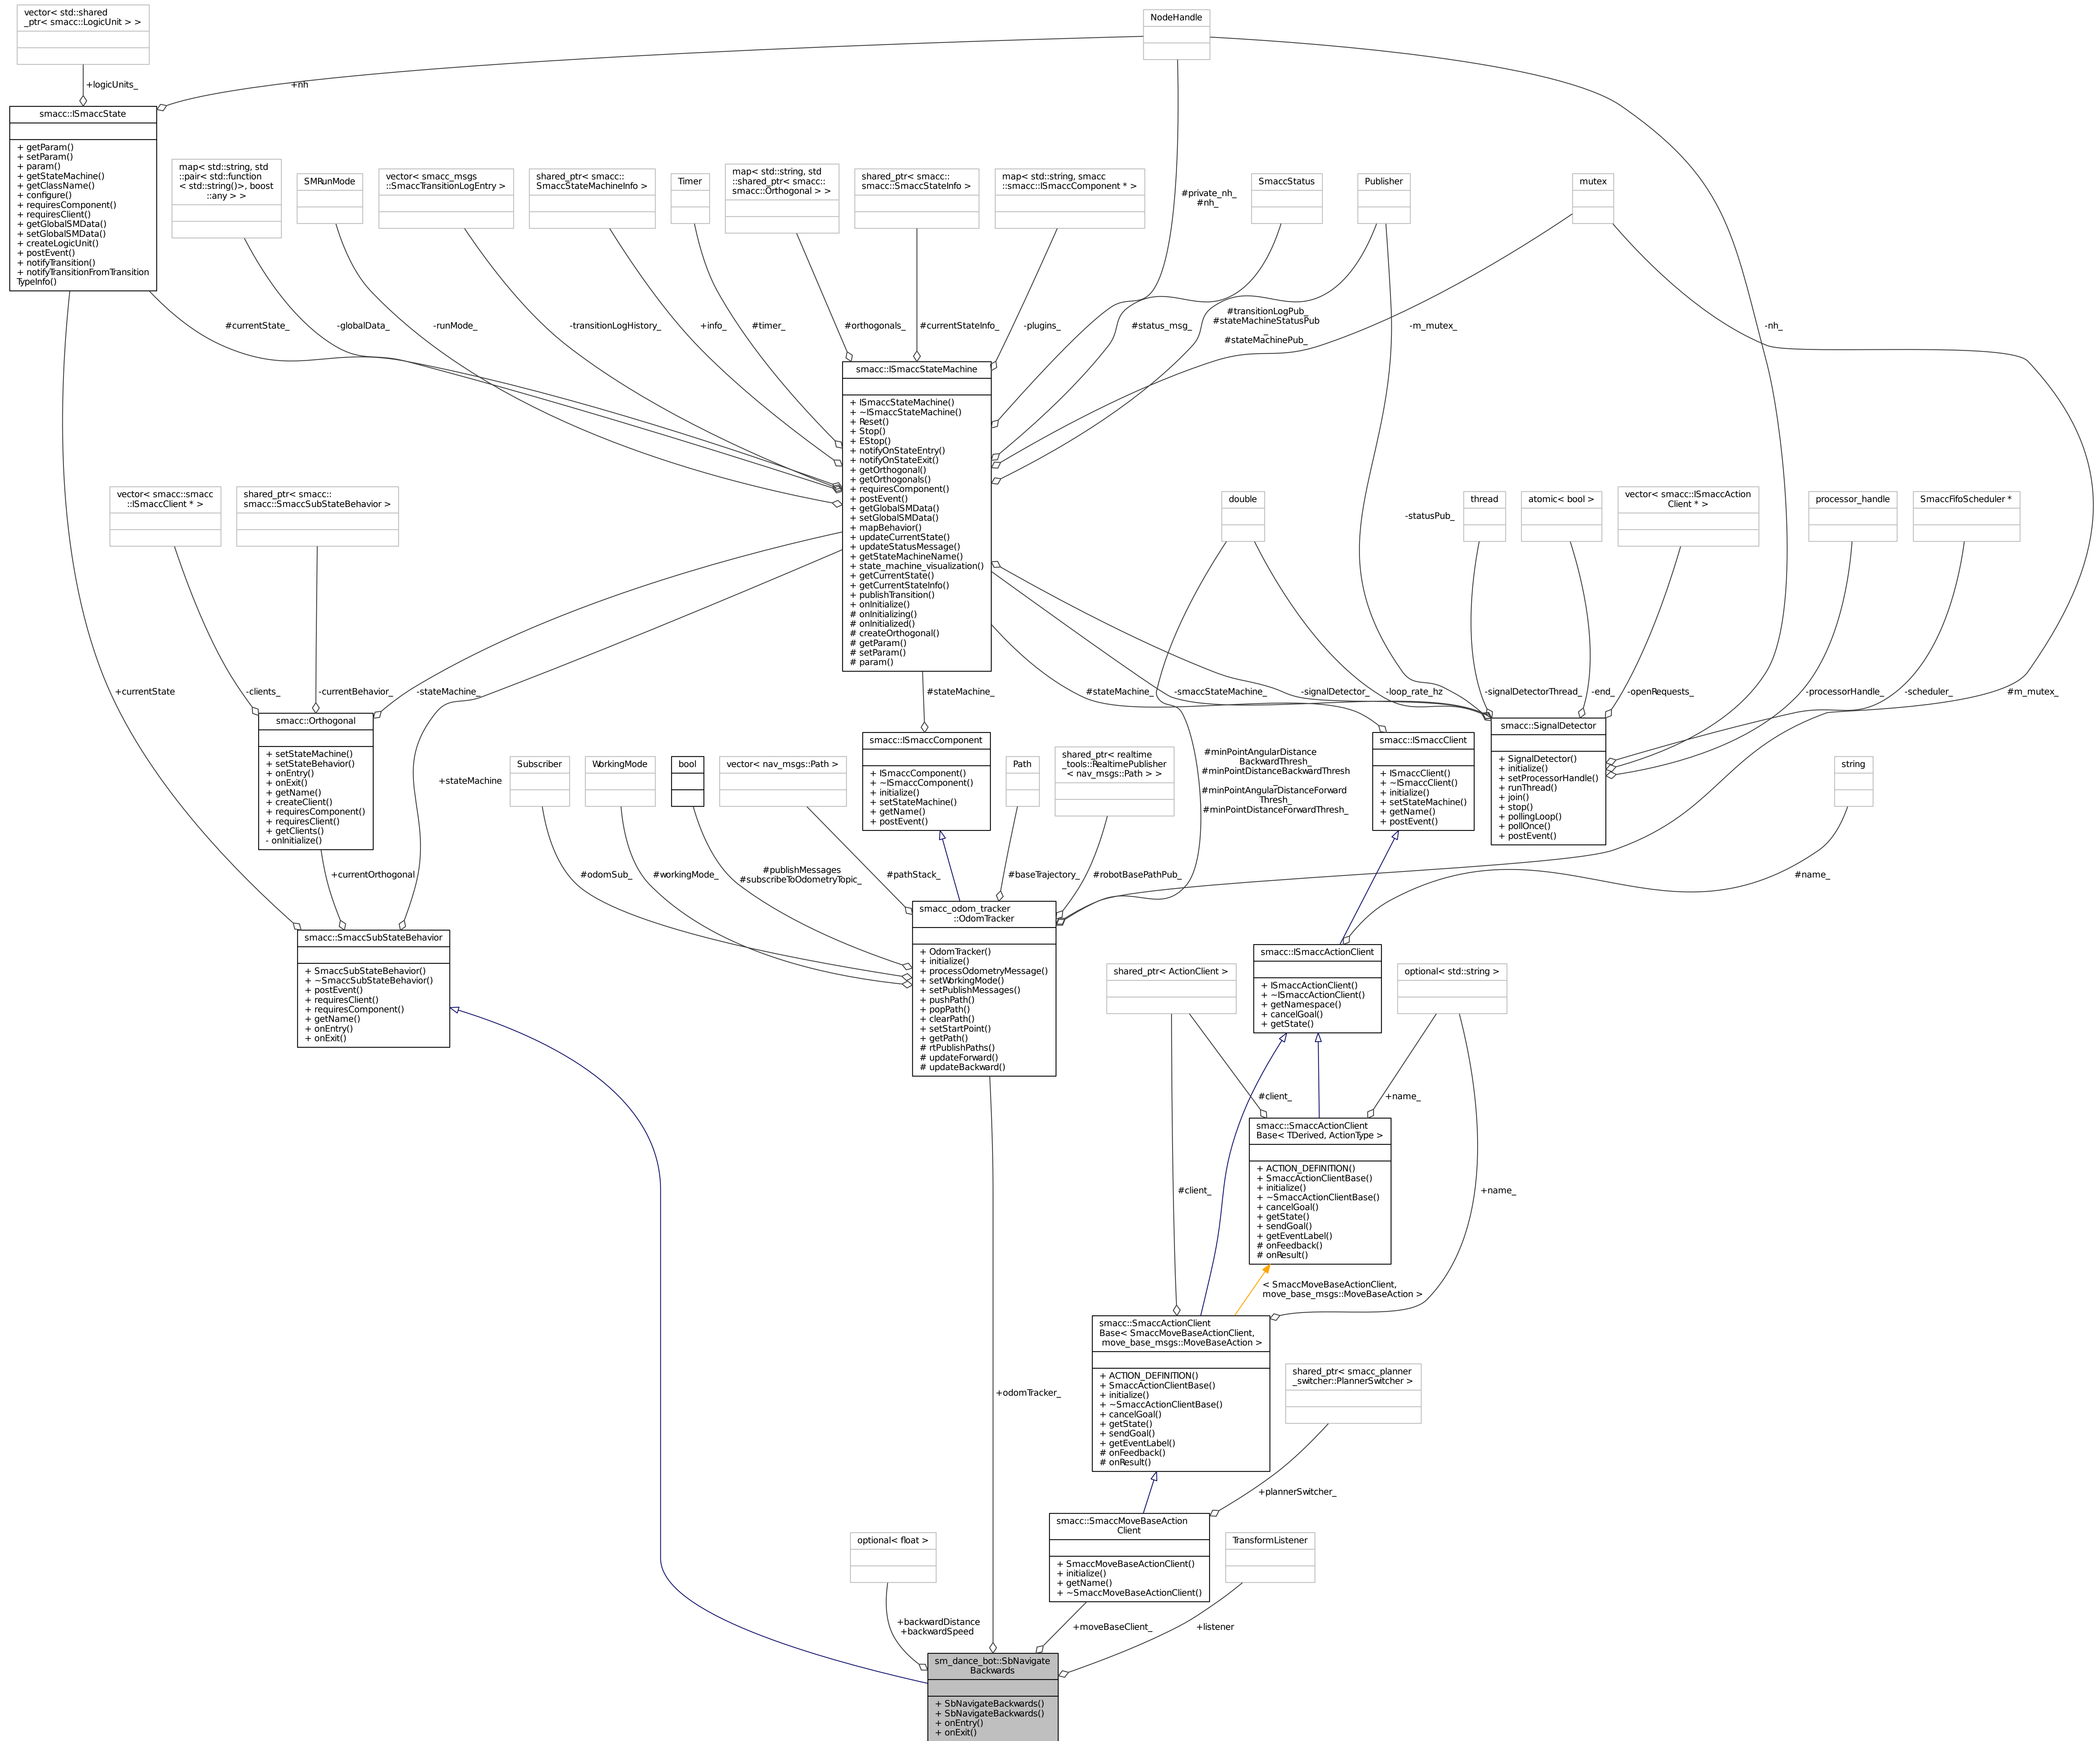 vector< std::shared
_ptr< smacc::LogicUnit > >
NodeHandle
+logicUnits_
+nh
smacc::ISmaccState
+ getParam()
+ setParam()
+ param()
+ getStateMachine()
+ getClassName()
+ configure()
+ requiresComponent()
+ requiresClient()
+ getGlobalSMData()
+ setGlobalSMData()
+ createLogicUnit()
+ postEvent()
+ notifyTransition()
+ notifyTransitionFromTransition
TypeInfo()
map< std::string, std
::pair< std::function
< std::string()>, boost
::any > >
SMRunMode
vector< smacc_msgs
::SmaccTransitionLogEntry >
shared_ptr< smacc::
SmaccStateMachineInfo >
Timer
map< std::string, std
::shared_ptr< smacc::
smacc::Orthogonal > >
shared_ptr< smacc::
smacc::SmaccStateInfo >
map< std::string, smacc
::smacc::ISmaccComponent * >
#private_nh_
#nh_
SmaccStatus
Publisher
mutex
#currentState_
-globalData_
-runMode_
-transitionLogHistory_
+info_
#timer_
#orthogonals_
#currentStateInfo_
-plugins_
#status_msg_
#transitionLogPub_
#stateMachineStatusPub
_
#stateMachinePub_
-m_mutex_
-nh_
smacc::ISmaccStateMachine
+ ISmaccStateMachine()
+ ~ISmaccStateMachine()
+ Reset()
+ Stop()
+ EStop()
+ notifyOnStateEntry()
+ notifyOnStateExit()
+ getOrthogonal()
+ getOrthogonals()
+ requiresComponent()
+ postEvent()
+ getGlobalSMData()
+ setGlobalSMData()
+ mapBehavior()
+ updateCurrentState()
+ updateStatusMessage()
+ getStateMachineName()
+ state_machine_visualization()
+ getCurrentState()
+ getCurrentStateInfo()
+ publishTransition()
+ onInitialize()
# onInitializing()
# onInitialized()
# createOrthogonal()
# getParam()
# setParam()
# param()
vector< smacc::smacc
::ISmaccClient * >
shared_ptr< smacc::
smacc::SmaccSubStateBehavior >
double
-statusPub_
thread
atomic< bool >
vector< smacc::ISmaccAction
Client * >
processor_handle
SmaccFifoScheduler *
+currentState
-clients_
-currentBehavior_
-stateMachine_
#stateMachine_
#stateMachine_
-smaccStateMachine_
-signalDetector_
-loop_rate_hz
-signalDetectorThread_
-end_
-openRequests_
-processorHandle_
-scheduler_
#m_mutex_
smacc::Orthogonal
+ setStateMachine()
+ setStateBehavior()
+ onEntry()
+ onExit()
+ getName()
+ createClient()
+ requiresComponent()
+ requiresClient()
+ getClients()
- onInitialize()
+stateMachine
Subscriber
WorkingMode
bool
vector< nav_msgs::Path >
smacc::ISmaccComponent
+ ISmaccComponent()
+ ~ISmaccComponent()
+ initialize()
+ setStateMachine()
+ getName()
+ postEvent()
Path
shared_ptr< realtime
_tools::RealtimePublisher
< nav_msgs::Path > >
#minPointAngularDistance
BackwardThresh_
#minPointDistanceBackwardThresh
_
#minPointAngularDistanceForward
Thresh_
#minPointDistanceForwardThresh_
smacc::ISmaccClient
+ ISmaccClient()
+ ~ISmaccClient()
+ initialize()
+ setStateMachine()
+ getName()
+ postEvent()
smacc::SignalDetector
+ SignalDetector()
+ initialize()
+ setProcessorHandle()
+ runThread()
+ join()
+ stop()
+ pollingLoop()
+ pollOnce()
+ postEvent()
string
+currentOrthogonal
#odomSub_
#workingMode_
#publishMessages
#subscribeToOdometryTopic_
#pathStack_
#baseTrajectory_
#robotBasePathPub_
#name_
smacc::SmaccSubStateBehavior
+ SmaccSubStateBehavior()
+ ~SmaccSubStateBehavior()
+ postEvent()
+ requiresClient()
+ requiresComponent()
+ getName()
+ onEntry()
+ onExit()
smacc_odom_tracker
::OdomTracker
+ OdomTracker()
+ initialize()
+ processOdometryMessage()
+ setWorkingMode()
+ setPublishMessages()
+ pushPath()
+ popPath()
+ clearPath()
+ setStartPoint()
+ getPath()
# rtPublishPaths()
# updateForward()
# updateBackward()
shared_ptr< ActionClient >
smacc::ISmaccActionClient
+ ISmaccActionClient()
+ ~ISmaccActionClient()
+ getNamespace()
+ cancelGoal()
+ getState()
optional< std::string >
#client_
+name_
smacc::SmaccActionClient
Base< TDerived, ActionType >
+ ACTION_DEFINITION()
+ SmaccActionClientBase()
+ initialize()
+ ~SmaccActionClientBase()
+ cancelGoal()
+ getState()
+ sendGoal()
+ getEventLabel()
# onFeedback()
# onResult()
#client_
+name_
< SmaccMoveBaseActionClient,
move_base_msgs::MoveBaseAction >
smacc::SmaccActionClient
Base< SmaccMoveBaseActionClient,
move_base_msgs::MoveBaseAction >
+ ACTION_DEFINITION()
+ SmaccActionClientBase()
+ initialize()
+ ~SmaccActionClientBase()
+ cancelGoal()
+ getState()
+ sendGoal()
+ getEventLabel()
# onFeedback()
# onResult()
+odomTracker_
shared_ptr< smacc_planner
_switcher::PlannerSwitcher >
+plannerSwitcher_
smacc::SmaccMoveBaseAction
Client
+ SmaccMoveBaseActionClient()
+ initialize()
+ getName()
+ ~SmaccMoveBaseActionClient()
optional< float >
TransformListener
+backwardDistance
+backwardSpeed
+moveBaseClient_
+listener
sm_dance_bot::SbNavigate
Backwards
+ SbNavigateBackwards()
+ SbNavigateBackwards()
+ onEntry()
+ onExit()